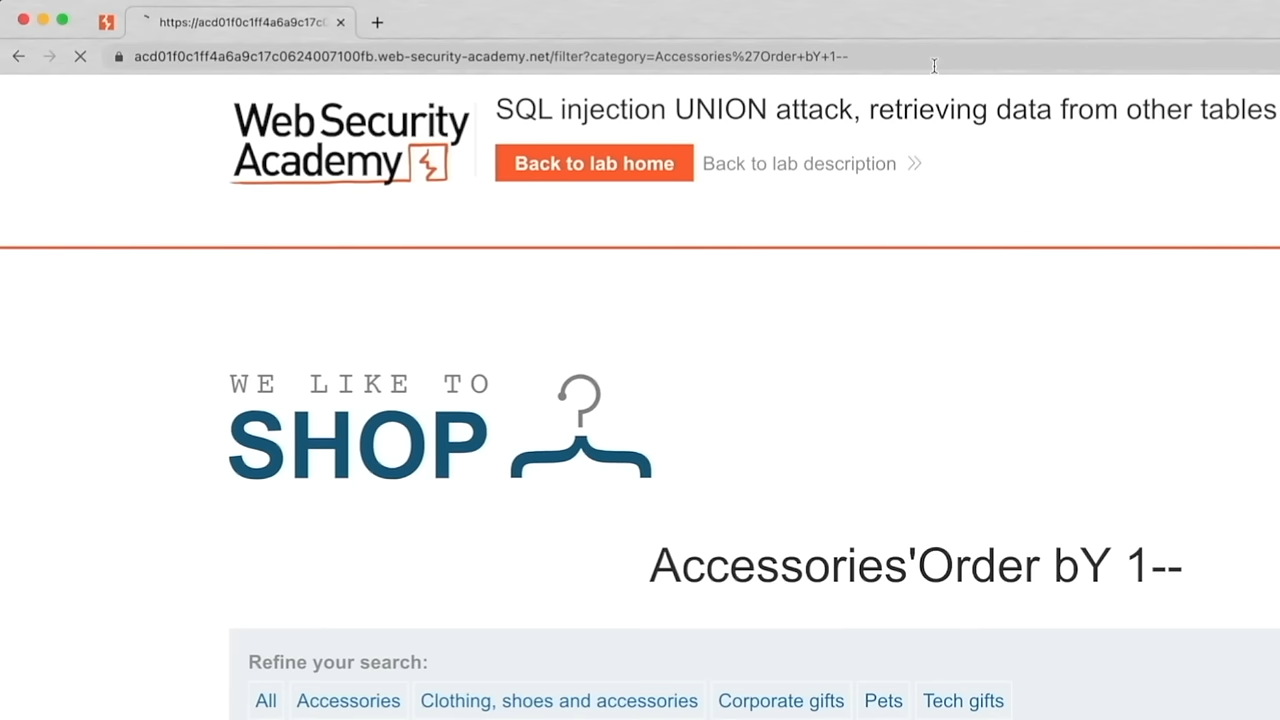 https://acd01f0c1ff4a6a9c17c0
acd01f0c1ff4a6a9c17c0624007100fb.web-security-academy.net/filter?category=Accessories%27Order+bY+1--
Web Security
Academy
SQL injection UNION attack, retrieving data from other tables
Back to lab home
Back to lab description
WE LIKE TO
SHOP
Accessories'Order bY 1--
Refine your search:
All
Accessories
Clothing, shoes and accessories
Corporate gifts
Pets
Tech gifts